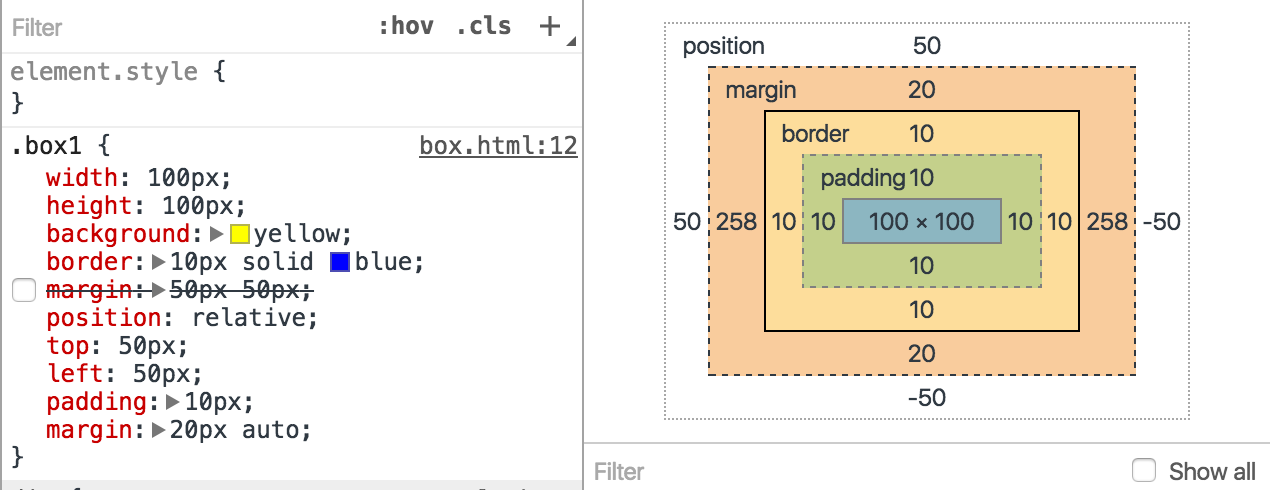 Filter :hov .cls +
element.style {
}
.box1 { box.html:12
width: 100px;
height: 100px;
background: yellow;
border: 10px solid blue;
margin: 50px 50px;
position: relative;
top: 50px;
left: 50px;
padding: 10px;
margin: 20px auto;
}
position 50
margin 20
border 10
padding 10
50 258 10 10 100 × 100 10 10 258 -50
10
10
20
-50
Filter Show all